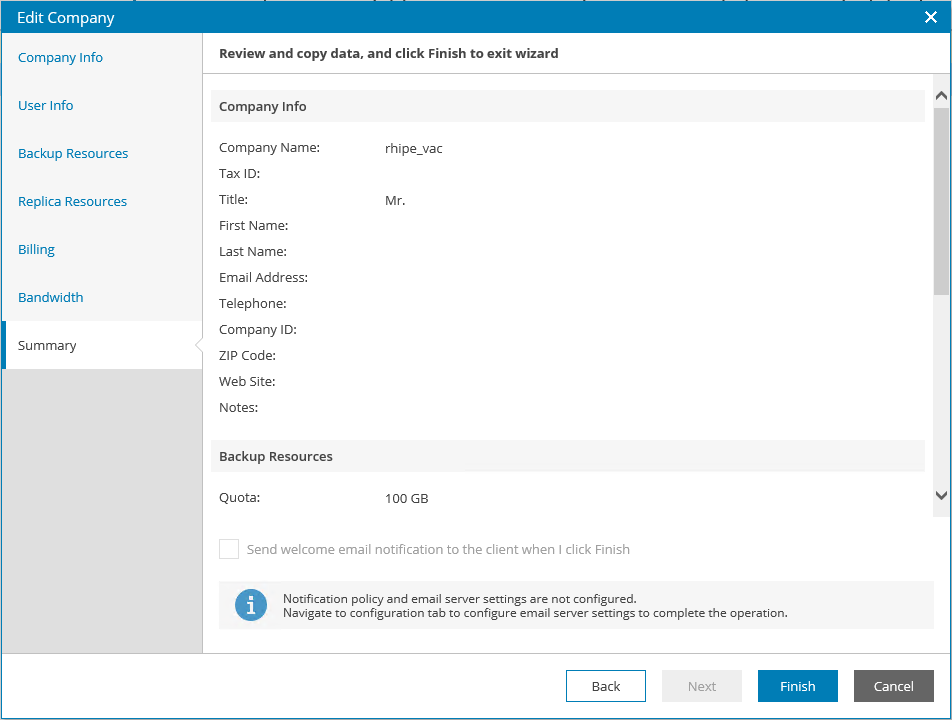 Edit Company
Company Info
User Info
Backup Resources
Replica Resources
Billing
Bandwidth
Summary
Review and copy data, and click Finish to exit wizard
Company Info
Company Name: rhipe_vac
Tax ID:
Title: Mr.
First Name:
Last Name:
Email Address:
Telephone:
Company ID:
ZIP Code:
Web Site:
Notes:
Backup Resources
Quota: 100 GB
Send welcome email notification to the client when I click Finish
Notification policy and email server settings are not configured.
Navigate to configuration tab to configure email server settings to complete the operation.
Back Next Finish Cancel